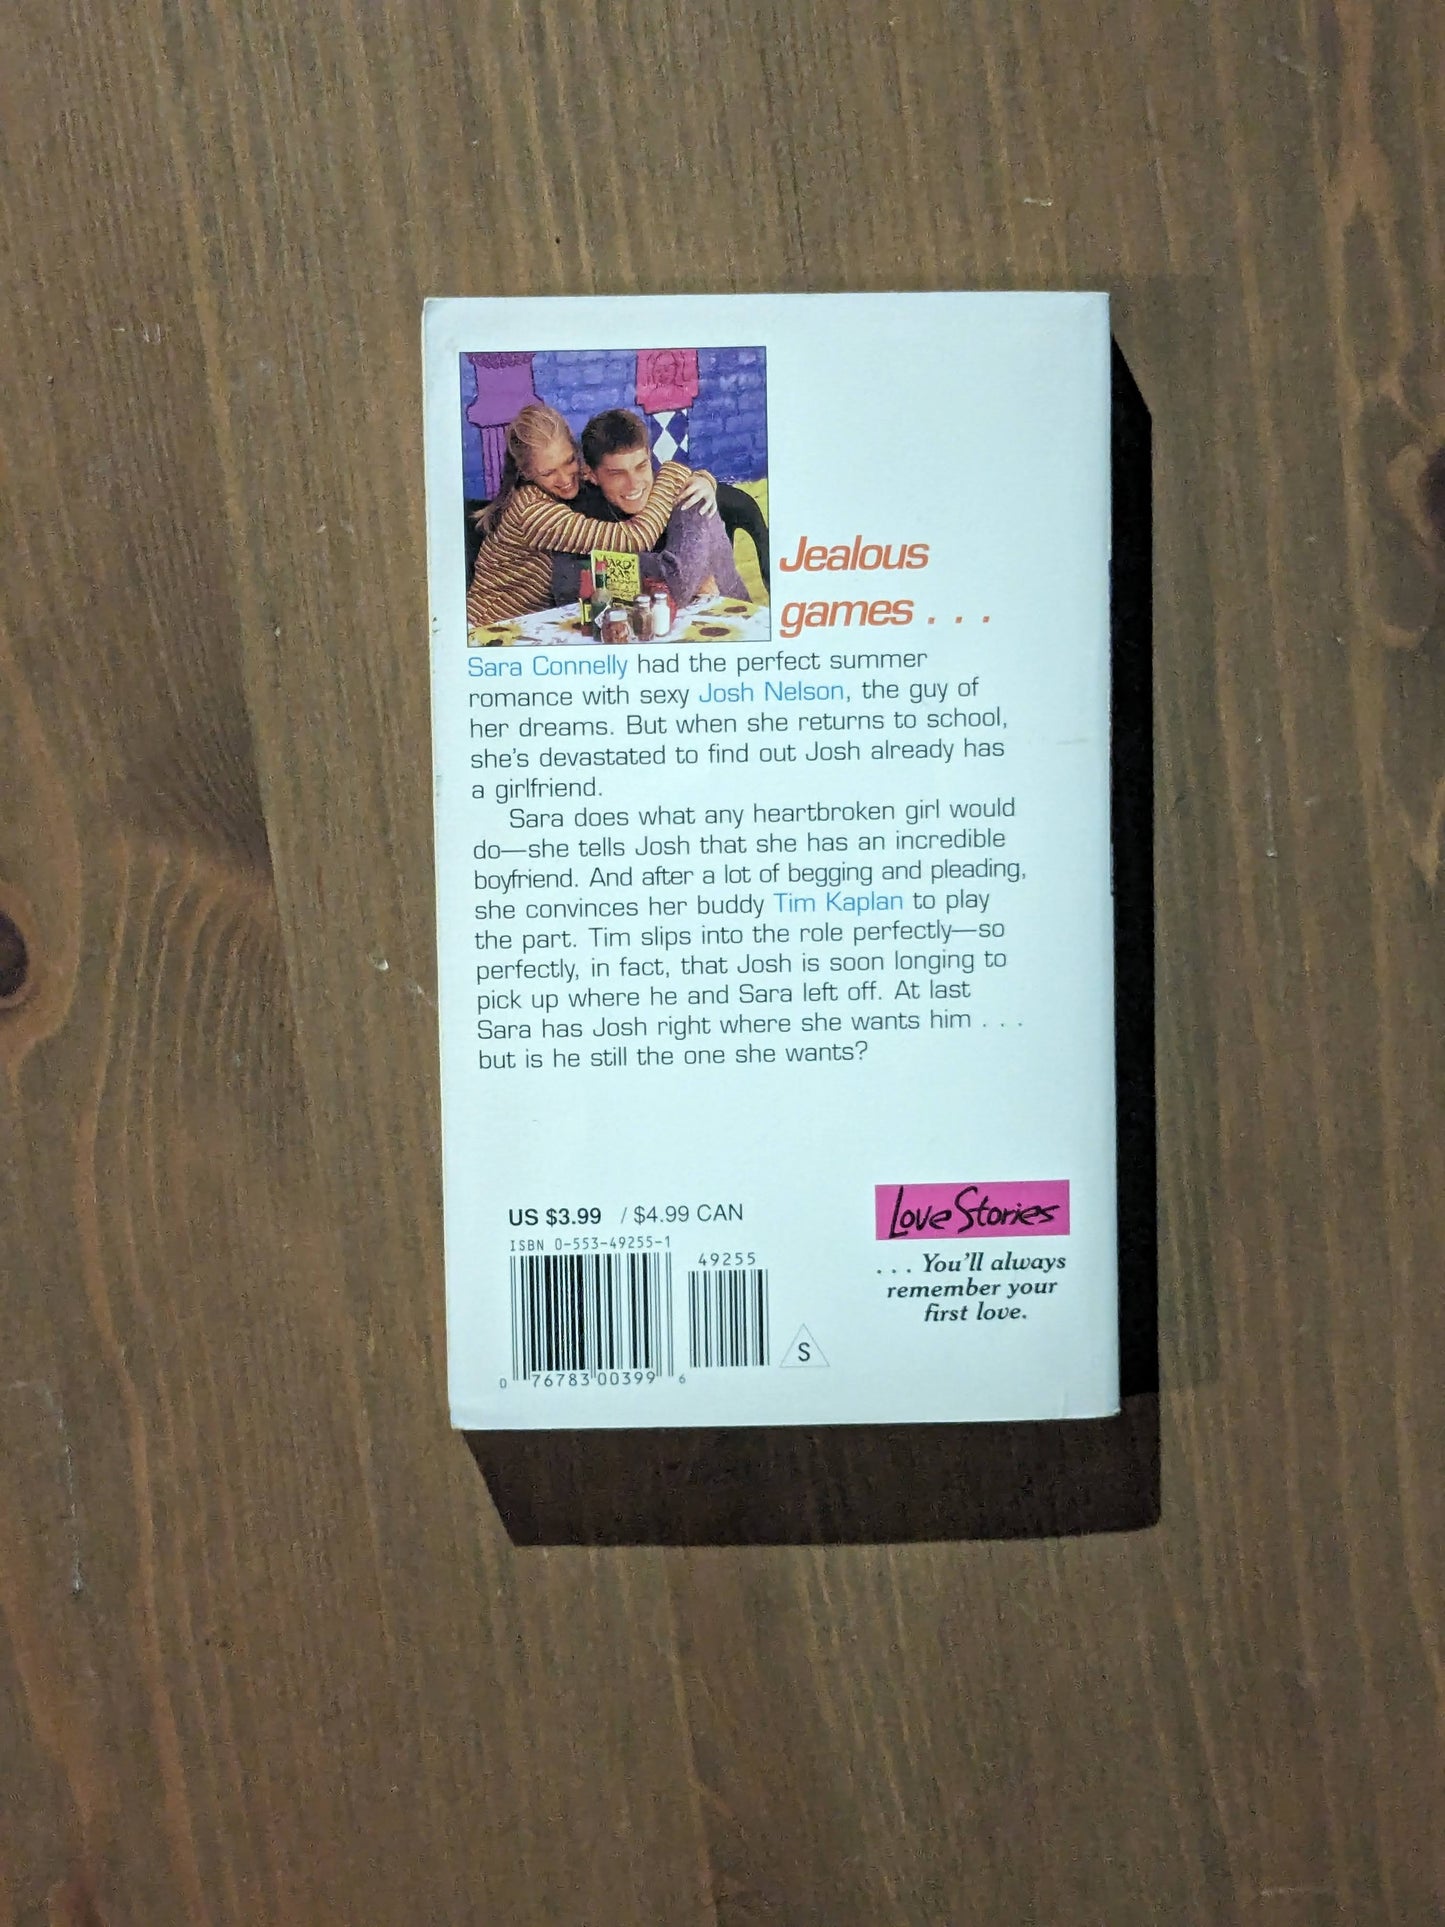 MARDI
GRAS
Jealous
games . . .
Sara Connelly had the perfect summer
romance with sexy Josh Nelson, the guy of
her dreams. But when she returns to school,
she's devastated to find out Josh already has
a girlfriend.
Sara does what any heartbroken girl would
do—she tells Josh that she has an incredible
boyfriend. And after a lot of begging and pleading,
she convinces her buddy Tim Kaplan to play
the part. Tim slips into the role perfectly—so
perfectly, in fact, that Josh is soon longing to
pick up where he and Sara left off. At last
Sara has Josh right where she wants him . . .
but is he still the one she wants?
US $3.99 / $4.99 CAN
ISBN 0-553-49255-1
49255
0 76783 00399 6
S
Love Stories
. . . You'll always
remember your
first love.